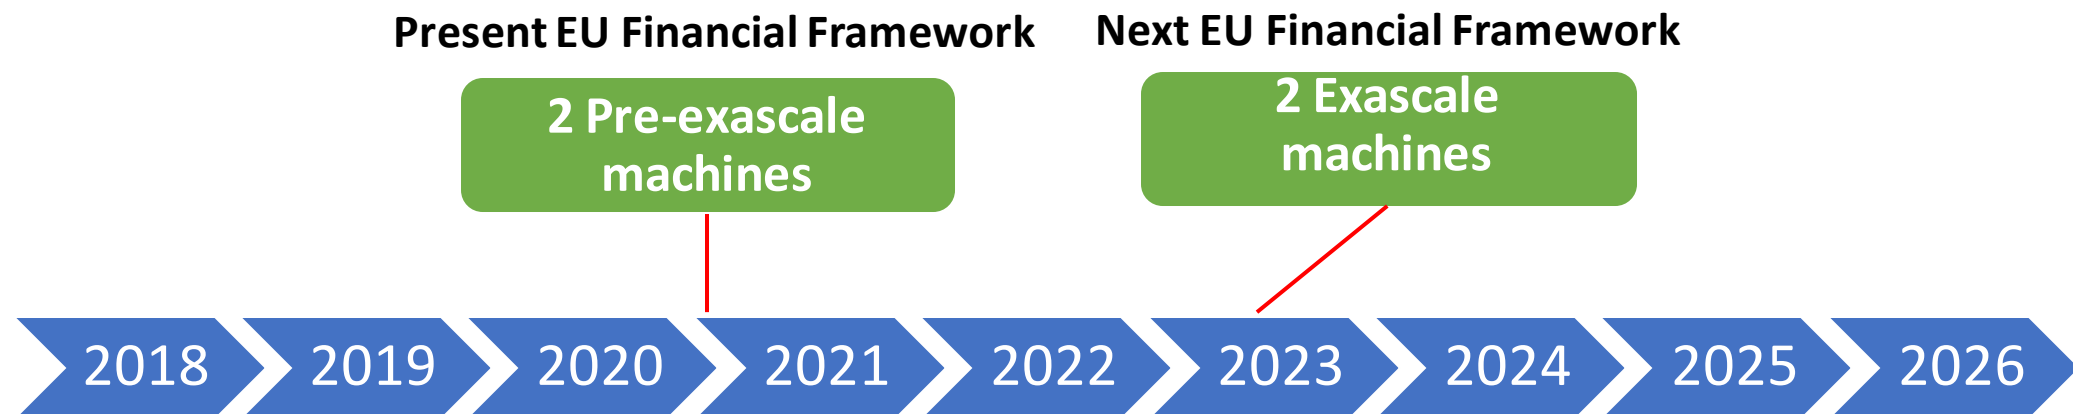 Present EU Financial Framework
Next EU Financial Framework
2 Pre-exascale
machines
2 Exascale
machines
2018
2019
2020
2021
2022
2023
2024
2025
2026